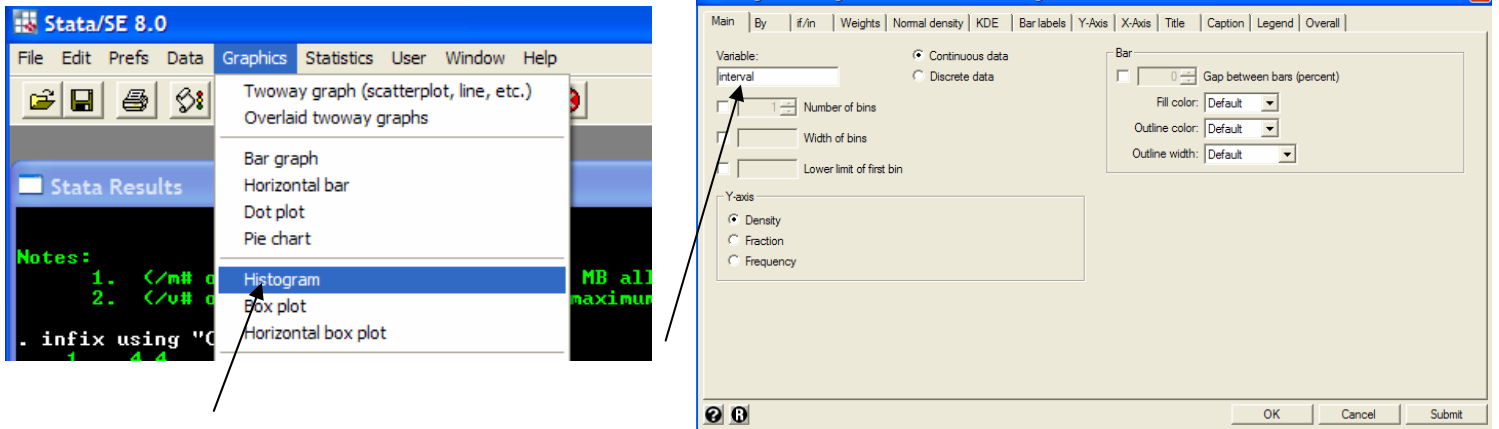 Stata/SE 8.0
File Edit Prefs Data Graphics Statistics User Window Help
Twoway graph (scatterplot, line, etc.)
Overlaid twoway graphs
Bar graph
Horizontal bar
Dot plot
Pie chart
Histogram
Box plot
Horizontal box plot
Stata Results
Notes:
1. (/m# o MB all
2. (/v# o maximum
. infix using "C
1. 4.4
Main By if/in Weights Normal density KDE Bar labels Y-Axis X-Axis Title Caption Legend Overall
Variable:
interval
Continuous data
Discrete data
1 Number of bins
Width of bins
Lower limit of first bin
Y-axis
Density
Fraction
Frequency
Bar
0 Gap between bars (percent)
Fill color: Default
Outline color: Default
Outline width: Default
? R
OK Cancel Submit